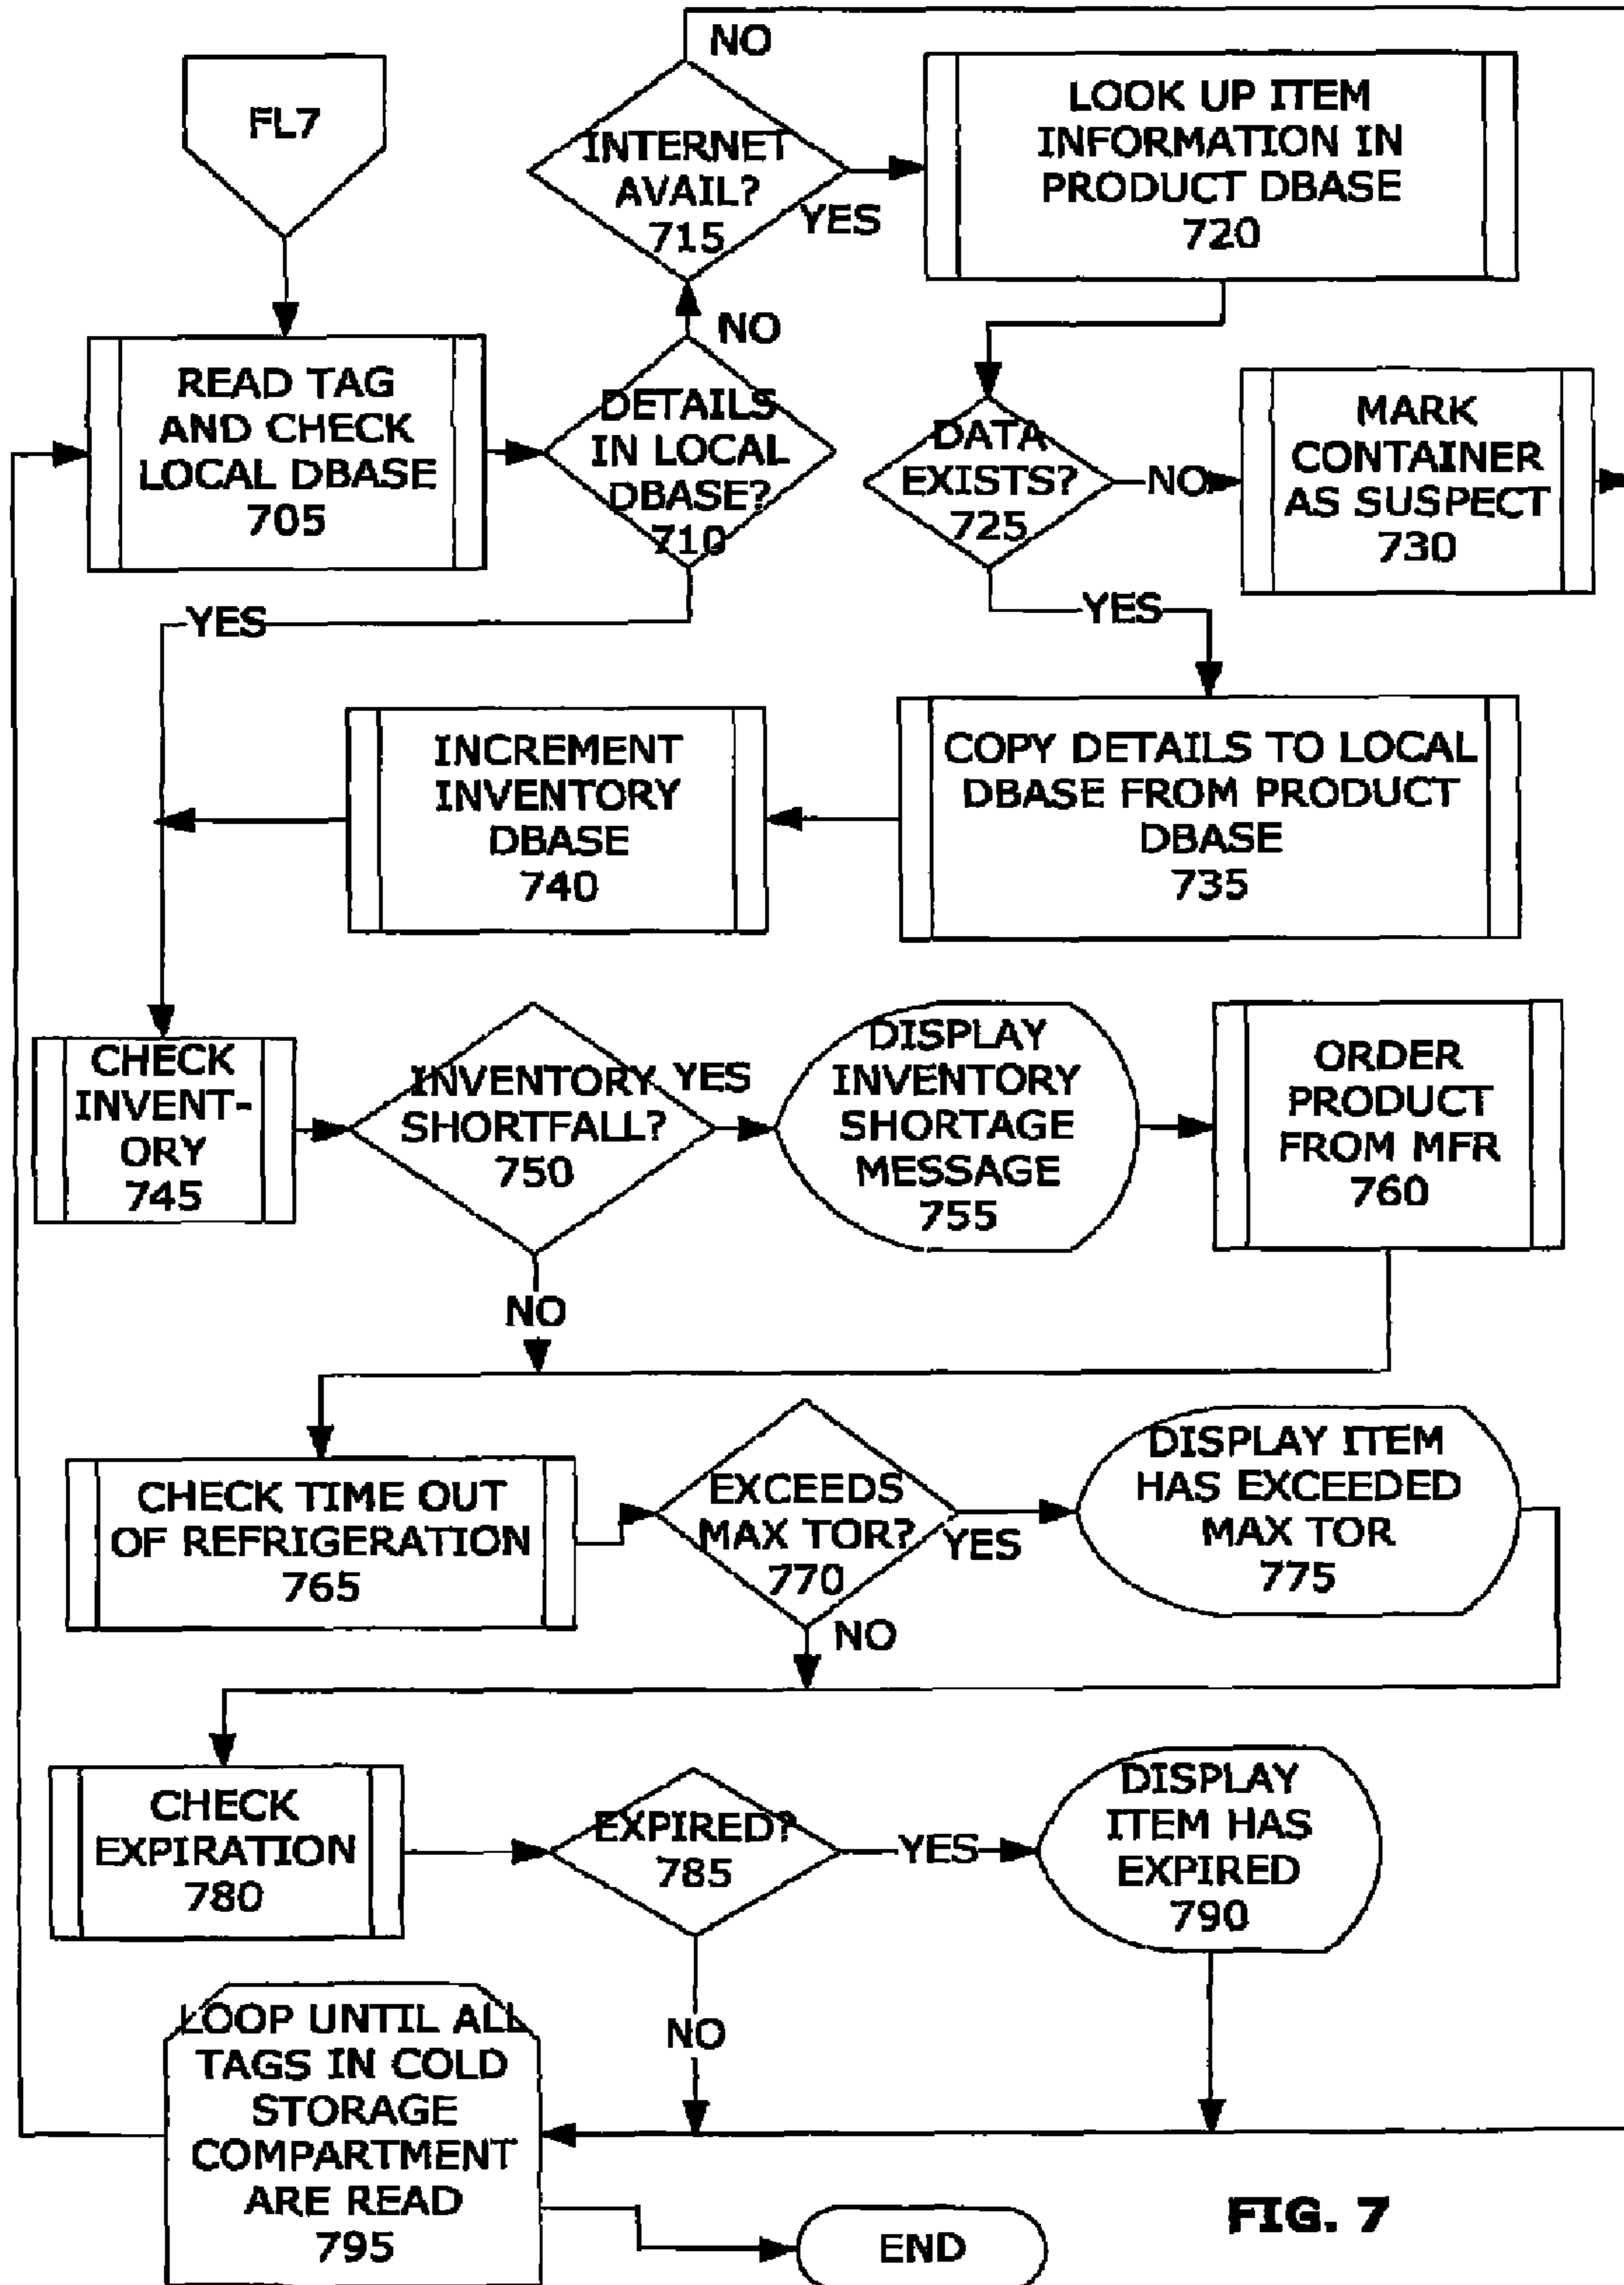 NO
FL7
INTERNET
AVAIL?
715
YES
LOOK UP ITEM
INFORMATION IN
PRODUCT DBASE
720
NO
READ TAG
AND CHECK
LOCAL DBASE
705
DETAILS
IN LOCAL
DBASE?
710
DATA
EXISTS?
725
NO
MARK
CONTAINER
AS SUSPECT
730
YES
YES
INCREMENT
INVENTORY
DBASE
740
COPY DETAILS TO LOCAL
DBASE FROM PRODUCT
DBASE
735
CHECK
INVENT-
ORY
745
INVENTORY
SHORTFALL?
750
YES
DISPLAY
INVENTORY
SHORTAGE
MESSAGE
755
ORDER
PRODUCT
FROM MFR
760
NO
CHECK TIME OUT
OF REFRIGERATION
765
EXCEEDS
MAX TOR?
770
YES
DISPLAY ITEM
HAS EXCEEDED
MAX TOR
775
NO
CHECK
EXPIRATION
780
EXPIRED?
785
YES
DISPLAY
ITEM HAS
EXPIRED
790
NO
LOOP UNTIL ALL
TAGS IN COLD
STORAGE
COMPARTMENT
ARE READ
795
END
FIG. 7